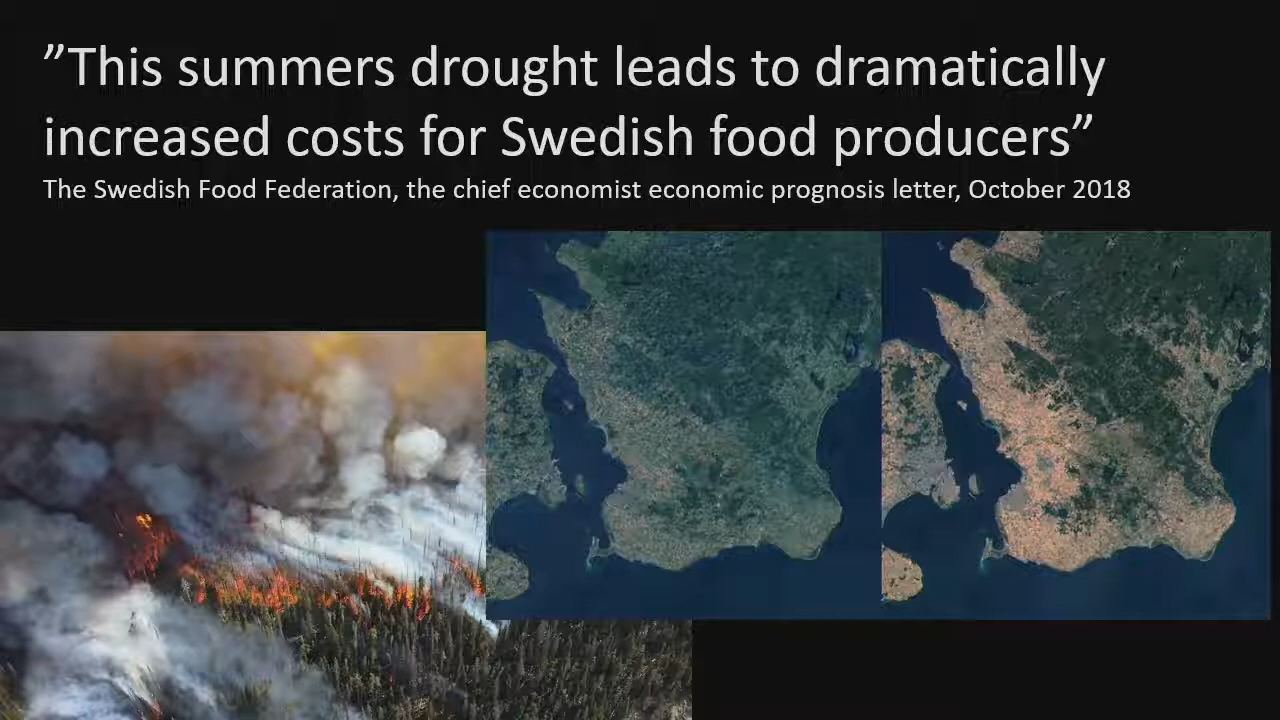 ”This summers drought leads to dramatically
increased costs for Swedish food producers”
The Swedish Food Federation, the chief economist economic prognosis letter, October 2018